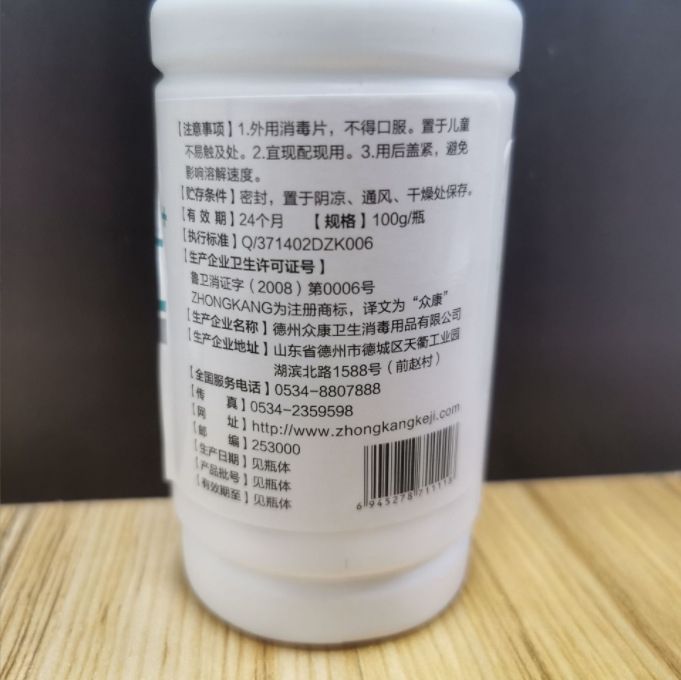 【注意事项】1.外用消毒片，不得口服。置于儿童
不易触及处。2.宜现配现用。3.用后盖紧，避免
影响溶解速度。
【贮存条件】密封，置于阴凉、通风、干燥处保存。
【有 效 期】24个月 【规格】100g/瓶
【执行标准】Q/371402DZK006
【生产企业卫生许可证号】
鲁卫消证字（2008）第0006号
ZHONGKANG为注册商标，译文为“众康”
【生产企业名称】德州众康卫生消毒用品有限公司
【生产企业地址】山东省德州市德城区天衢工业园
湖滨北路1588号（前赵村）
【全国服务电话】0534-8807888
【传 真】0534-2359598
【网 址】http://www.zhongkangkeji.com
【邮 编】253000
【生产日期】见瓶体
【产品批号】见瓶体
【有效期至】见瓶体